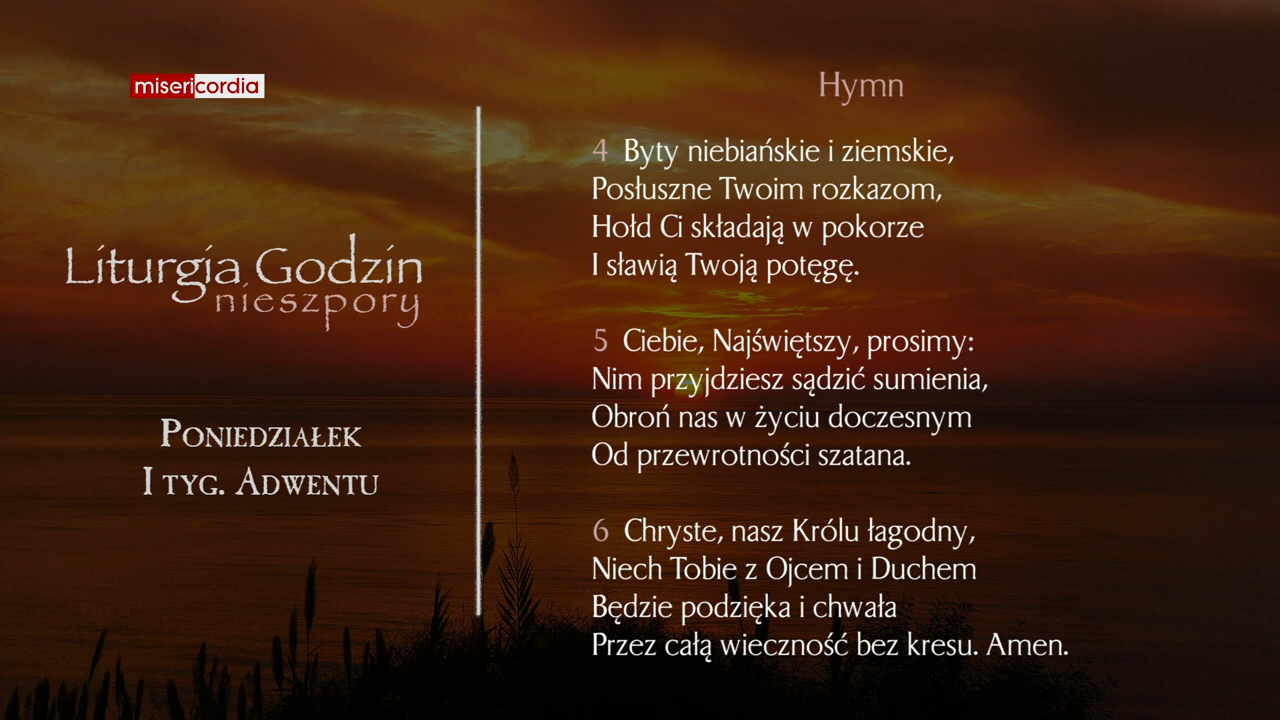 misericordia
Liturgia Godzin
nieszpory
Poniedziałek
I tyg. Adwentu
Hymn
4 Byty niebiańskie i ziemskie,
Posłuszne Twoim rozkazom,
Hołd Ci składają w pokorze
I sławią Twoją potęgę.
5 Ciebie, Najświętszy, prosimy:
Nim przyjdziesz sądzić sumienia,
Obroń nas w życiu doczesnym
Od przewrotności szatana.
6 Chryste, nasz Królu łagodny,
Niech Tobie z Ojcem i Duchem
Będzie podzięka i chwała
Przez całą wieczność bez kresu. Amen.